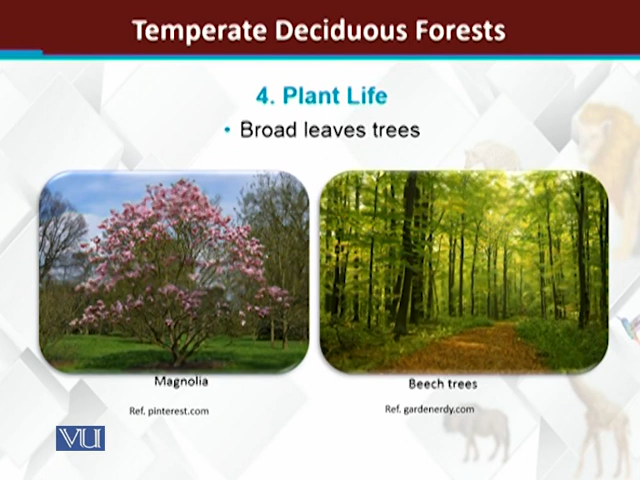 Temperate Deciduous Forests
4. Plant Life
• Broad leaves trees
Magnolia
Beech trees
Ref. pinterest.com
Ref. gardenerdy.com
VU